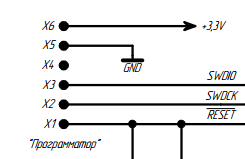 X6 +3,3V
X5
GND
X4
X3 SWDIO
X2 SWDCK
X1 RESET
"Программатор"